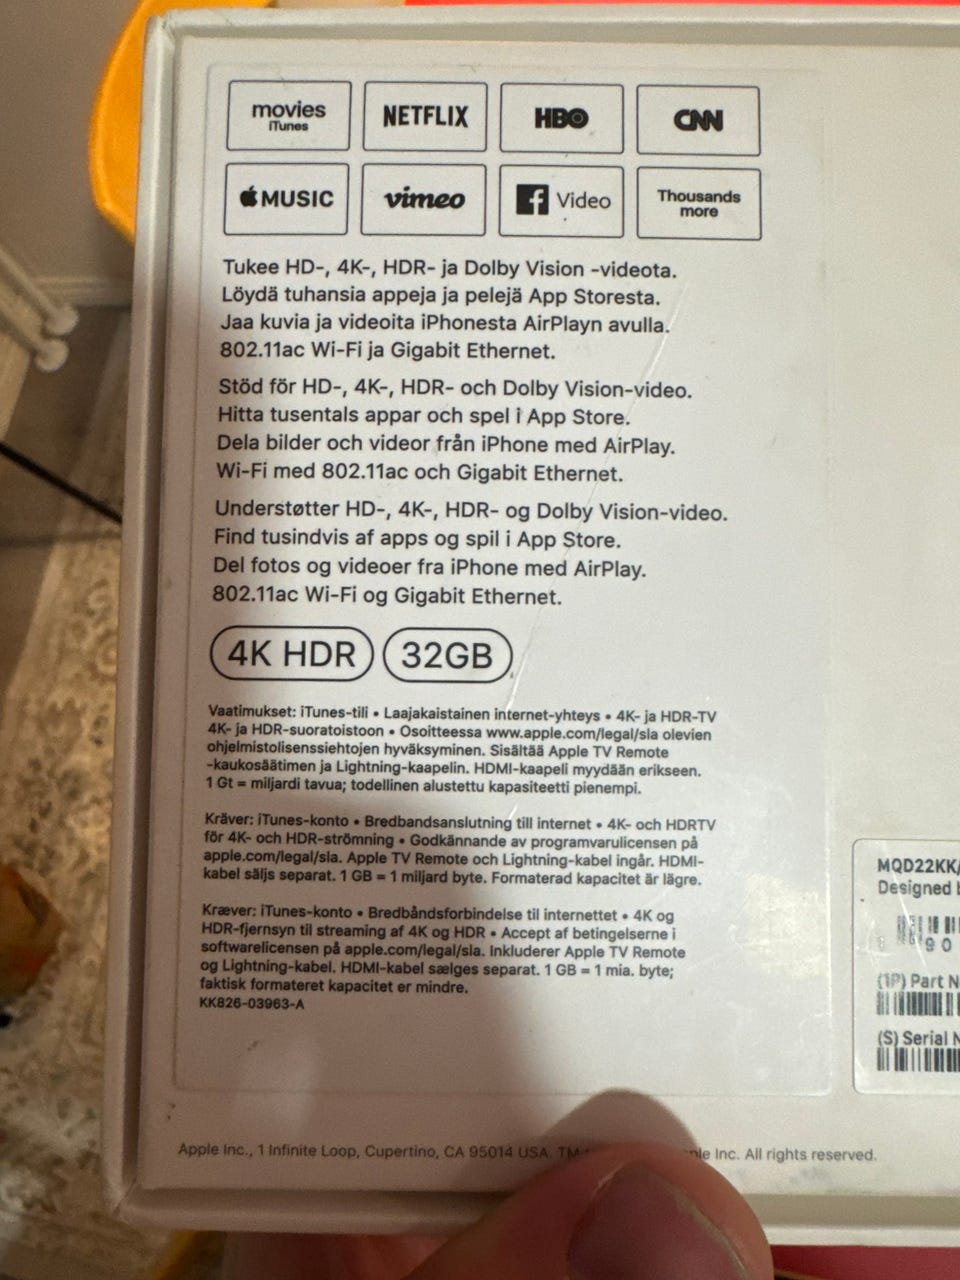 movies
iTunes
NETFLIX
HBO
CNN
MUSIC
vimeo
f Video
Thousands
more
Tukee HD-, 4K-, HDR- ja Dolby Vision -videota.
Löydä tuhansia appeja ja pelejä App Storesta.
Jaa kuvia ja videoita iPhonesta AirPlayn avulla.
802.11ac Wi-Fi ja Gigabit Ethernet.
Stöd för HD-, 4K-, HDR- och Dolby Vision-video.
Hitta tusentals appar och spel i App Store.
Dela bilder och videor från iPhone med AirPlay.
Wi-Fi med 802.11ac och Gigabit Ethernet.
Understøtter HD-, 4K-, HDR- og Dolby Vision-video.
Find tusindvis af apps og spil i App Store.
Del fotos og videoer fra iPhone med AirPlay.
802.11ac Wi-Fi og Gigabit Ethernet.
4K HDR 32GB
Vaatimukset: iTunes-tili • Laajakaistainen internet-yhteys • 4K- ja HDR-TV
4K- ja HDR-suoratoistoon • Osoitteessa www.apple.com/legal/sla olevien
ohjelmistolisenssiehtojen hyväksyminen. Sisältää Apple TV Remote
-kaukosäätimen ja Lightning-kaapelin. HDMI-kaapeli myydään erikseen.
1 Gt = miljardi tavua; todellinen alustettu kapasiteetti pienempi.
Kräver: iTunes-konto • Bredbandsanslutning till internet • 4K- och HDRTV
för 4K- och HDR-strömning • Godkännande av programvarulicensen på
apple.com/legal/sla. Apple TV Remote och Lightning-kabel ingår. HDMI-
kabel säljs separat. 1 GB = 1 miljard byte. Formaterad kapacitet är lägre.
Kræver: iTunes-konto • Bredbåndsforbindelse til internettet • 4K og
HDR-fjernsyn til streaming af 4K og HDR • Accept af betingelserne i
softwarelicensen på apple.com/legal/sla. Inkluderer Apple TV Remote
og Lightning-kabel. HDMI-kabel sælges separat. 1 GB = 1 mia. byte;
faktisk formateret kapacitet er mindre.
KK826-03963-A
MQD22KK/
Designed
90
(1P) Part
(S) Serial
Apple Inc., 1 Infinite Loop, Cupertino, CA 95014 USA. TM Inc. All rights reserved.